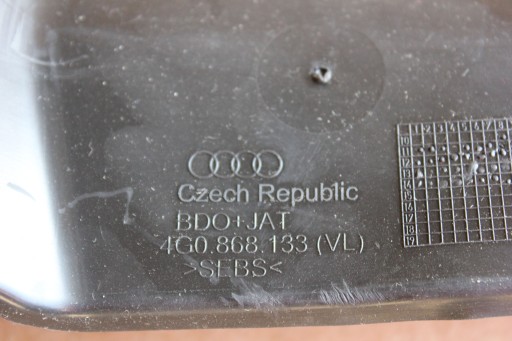 Czech Republic
BDO+JAT
4G0.868.133 (VL)
>SEBS<